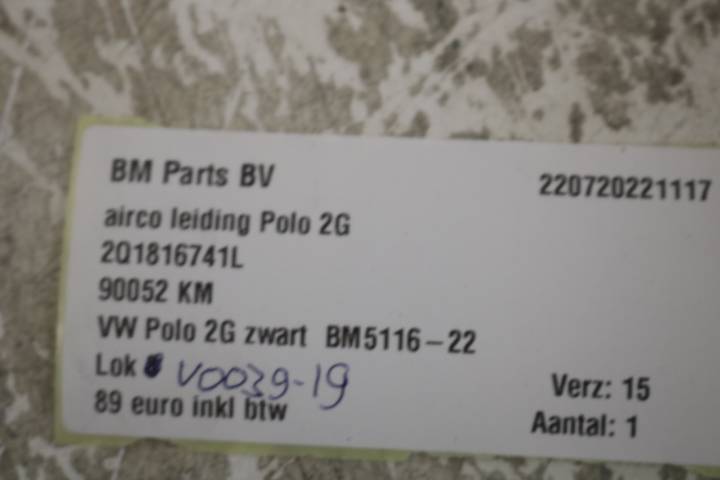 BM Parts BV 220720221117
airco leiding Polo 2G
2Q1816741L
90052 KM
VW Polo 2G zwart BM5116-22
Lok V0039-19 Verz: 15
89 euro inkl btw Aantal: 1